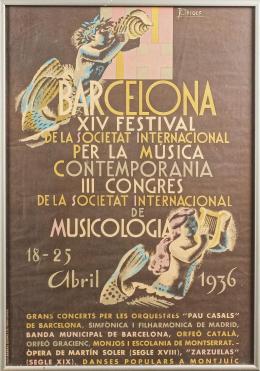 BARCELONA
XIV FESTIVAL
DE LA SOCIETAT INTERNACIONAL
PER LA MÚSICA
CONTEMPORANIA
III CONGRES
DE LA SOCIETAT INTERNACIONAL
DE
MUSICOLOGIA
18-25
Abril 1936
GRANS CONCERTS PER LES ORQUESTRES "PAU CASALS"
DE BARCELONA, SIMFÒNICA I FILHARMONICA DE MADRID,
BANDA MUNICIPAL DE BARCELONA, ORFEÓ CATALÀ,
ORFEÓ GRACIENC, MONJOS I ESCOLANIA DE MONTSERRAT.-
ÒPERA DE MARTÍN SOLER (SEGLE XVIII), "ZARZUELAS"
(SEGLE XIX), DANSES POPULARS A MONTJUÏC